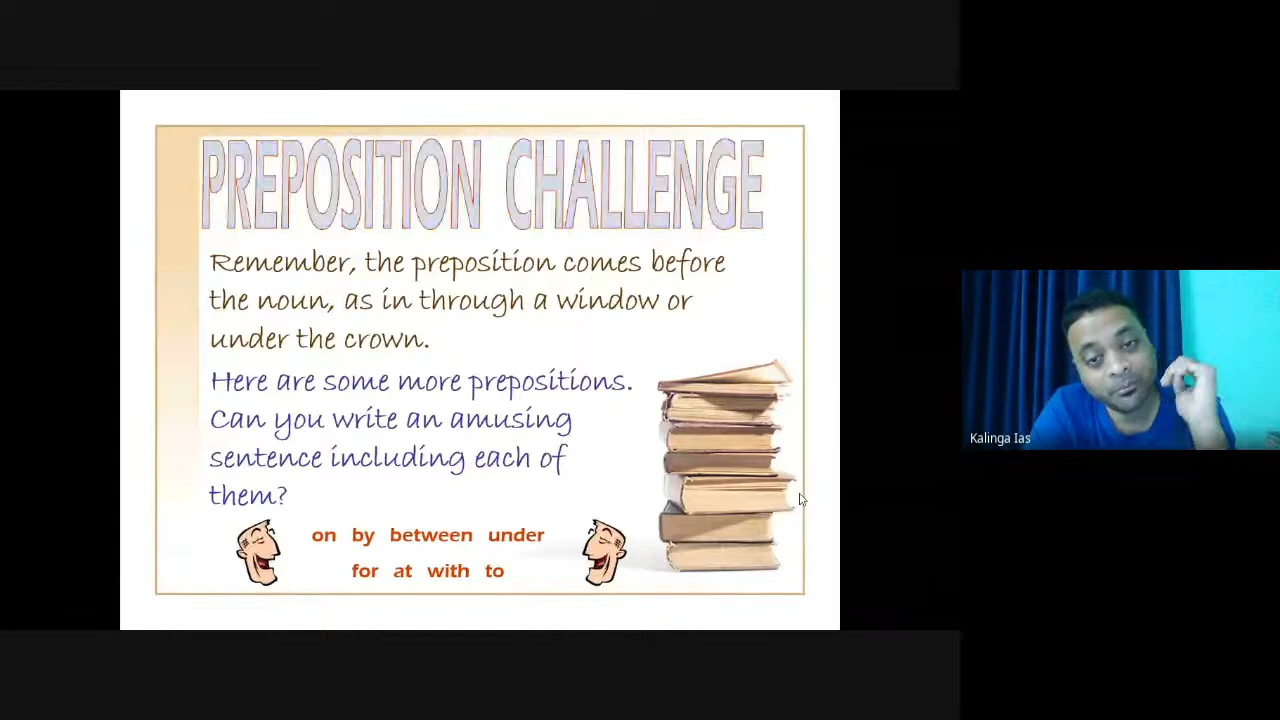 PREPOSITION CHALLENGE
Remember, the preposition comes before
the noun, as in through a window or
under the crown.
Here are some more prepositions.
Can you write an amusing
sentence including each of
them?
on by between under
for at with to
Kalinga Ias